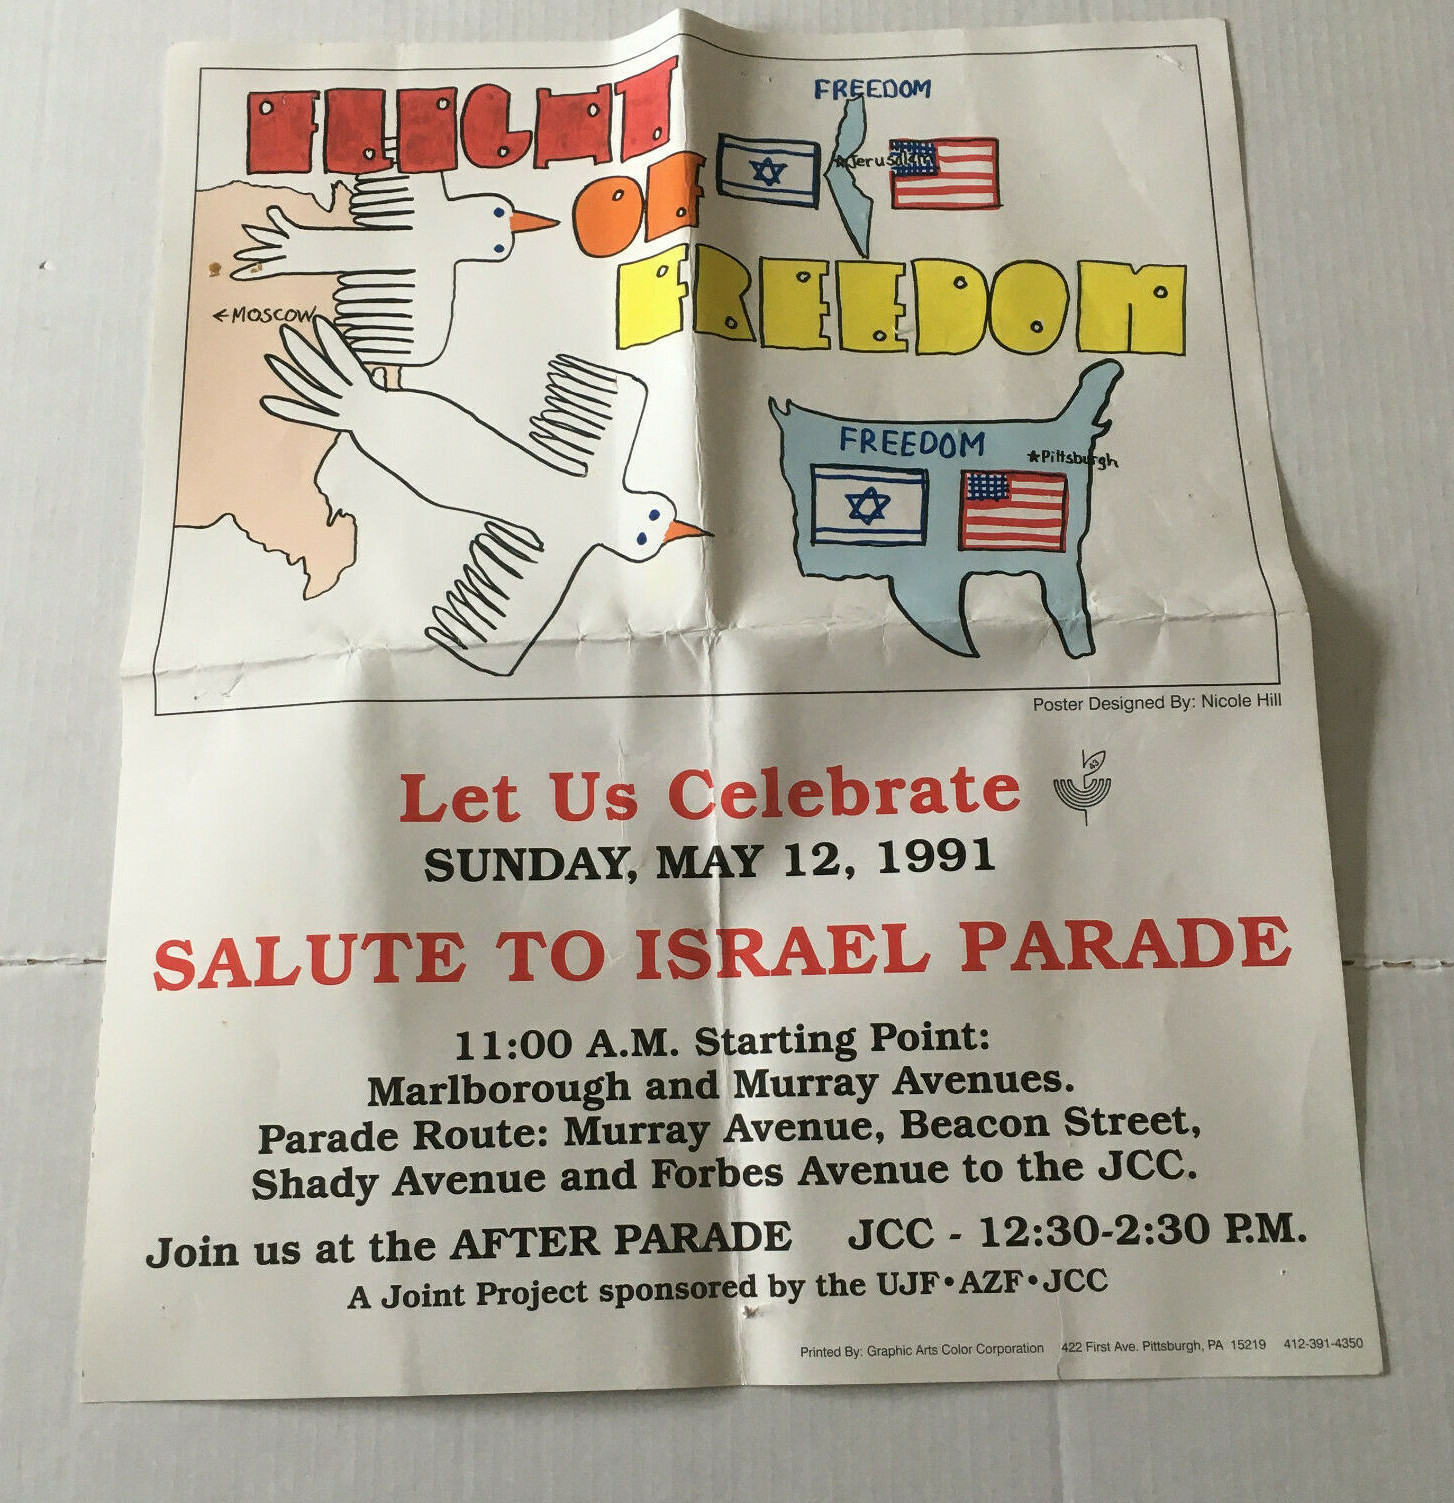 FLIGHT
OF
FREEDOM
FREEDOM
★Jerusalem
←MOSCOW
FREEDOM
★Pittsburgh
Poster Designed By: Nicole Hill
Let Us Celebrate
43
SUNDAY, MAY 12, 1991
SALUTE TO ISRAEL PARADE
11:00 A.M. Starting Point:
Marlborough and Murray Avenues.
Parade Route: Murray Avenue, Beacon Street,
Shady Avenue and Forbes Avenue to the JCC.
Join us at the AFTER PARADE JCC - 12:30-2:30 P.M.
A Joint Project sponsored by the UJF•AZF•JCC
Printed By: Graphic Arts Color Corporation 422 First Ave. Pittsburgh, PA 15219 412-391-4350